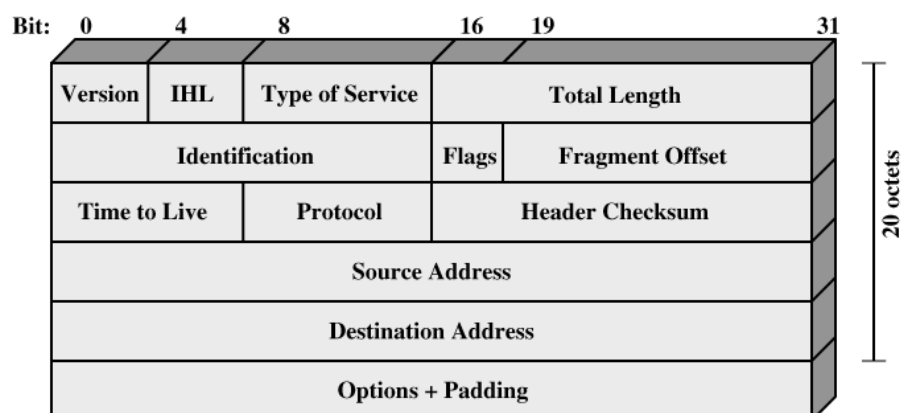 Bit: 0 4 8 16 19 31
Version IHL Type of Service Total Length
Identification Flags Fragment Offset
Time to Live Protocol Header Checksum
Source Address
Destination Address
Options + Padding
20 octets